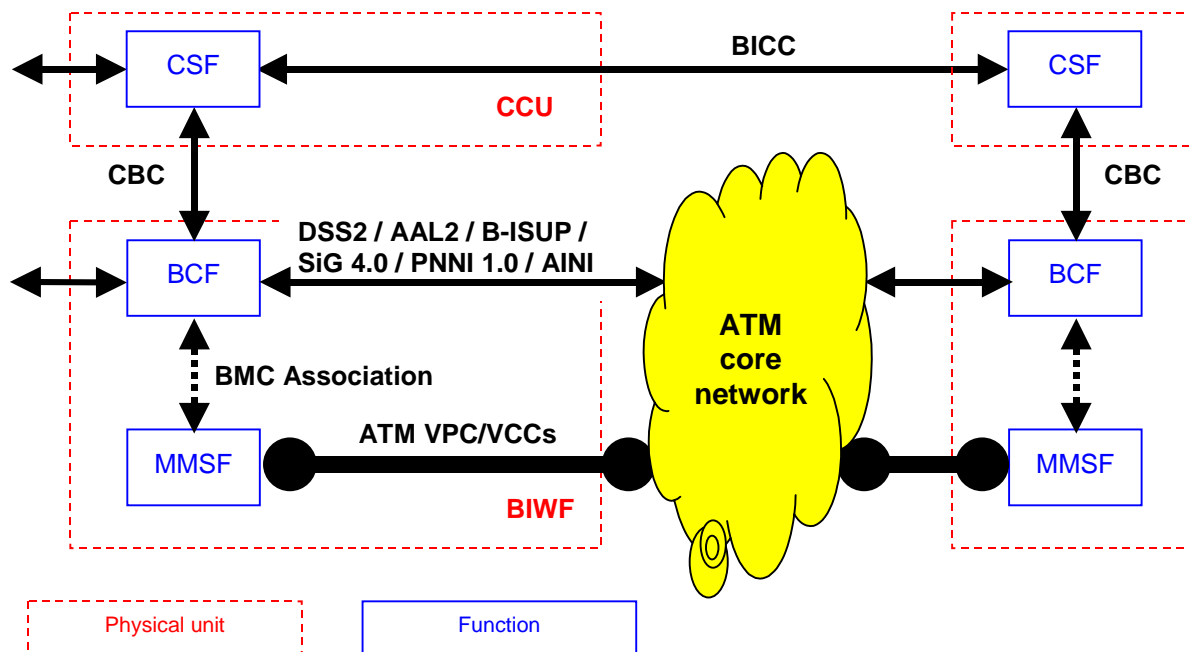 CSF
BICC
CSF
CCU
CBC
CBC
DSS2 / AAL2 / B-ISUP /
SiG 4.0 / PNNI 1.0 / AINI
BCF
BCF
ATM
core
network
BMC Association
ATM VPC/VCCs
MMSF
MMSF
BIWF
Physical unit
Function